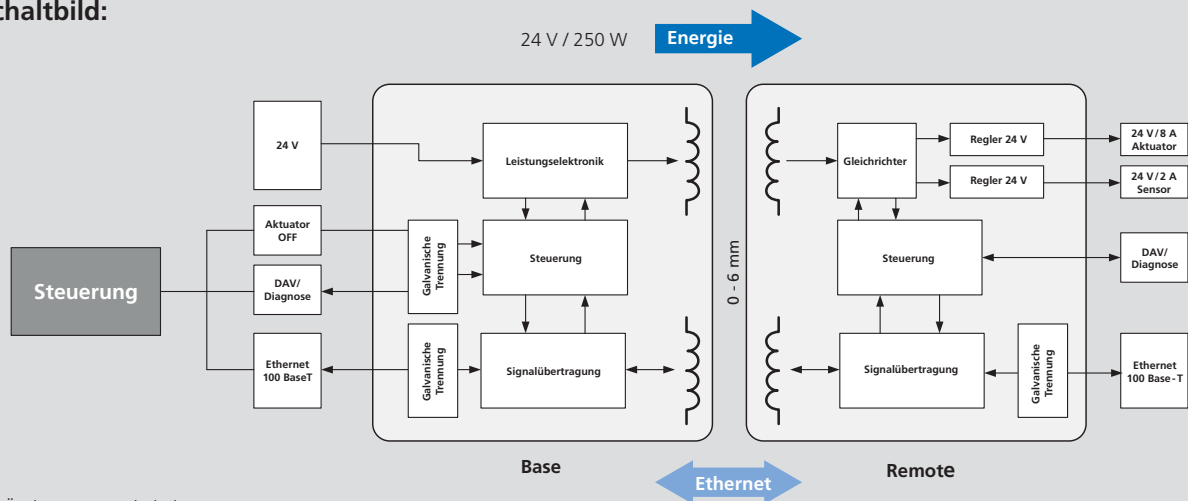 chaltbild:
24 V / 250 W
Energie
24 V
Leistungselektronik
Gleichrichter
Regler 24 V
24 V / 8 A
Aktuator
Regler 24 V
24 V / 2 A
Sensor
Aktuator
OFF
Galvanische
Trennung
Steuerung
0 - 6 mm
Steuerung
DAV/
Diagnose
Steuerung
DAV/
Diagnose
Ethernet
100 BaseT
Galvanische
Trennung
Signalübertragung
Signalübertragung
Galvanische
Trennung
Ethernet
100 Base - T
Base
Remote
Ethernet